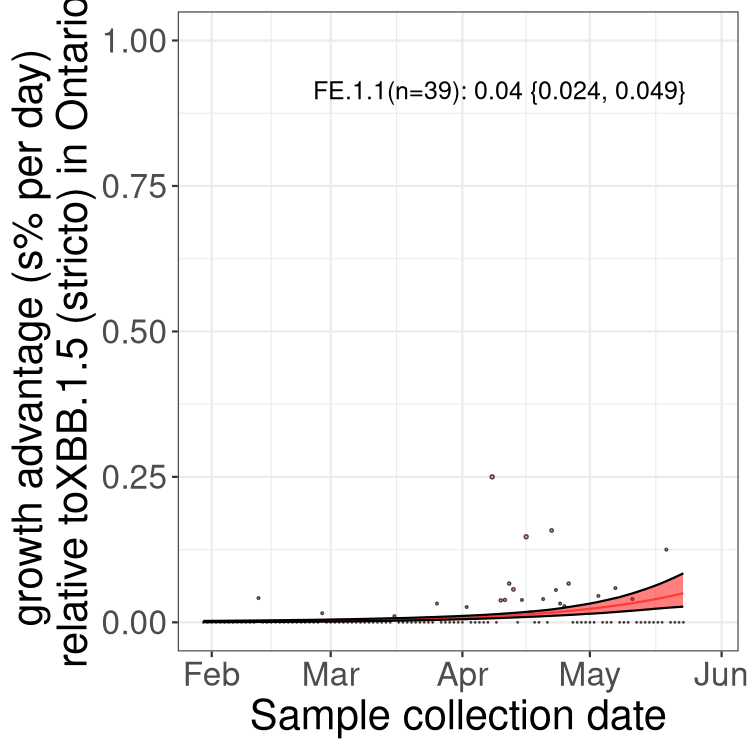 growth advantage (s% per day)
relative toXBB.1.5 (stricto) in Ontario
1.00
0.75
0.50
0.25
0.00
FE.1.1(n=39): 0.04 {0.024, 0.049}
Feb Mar Apr May Jun
Sample collection date